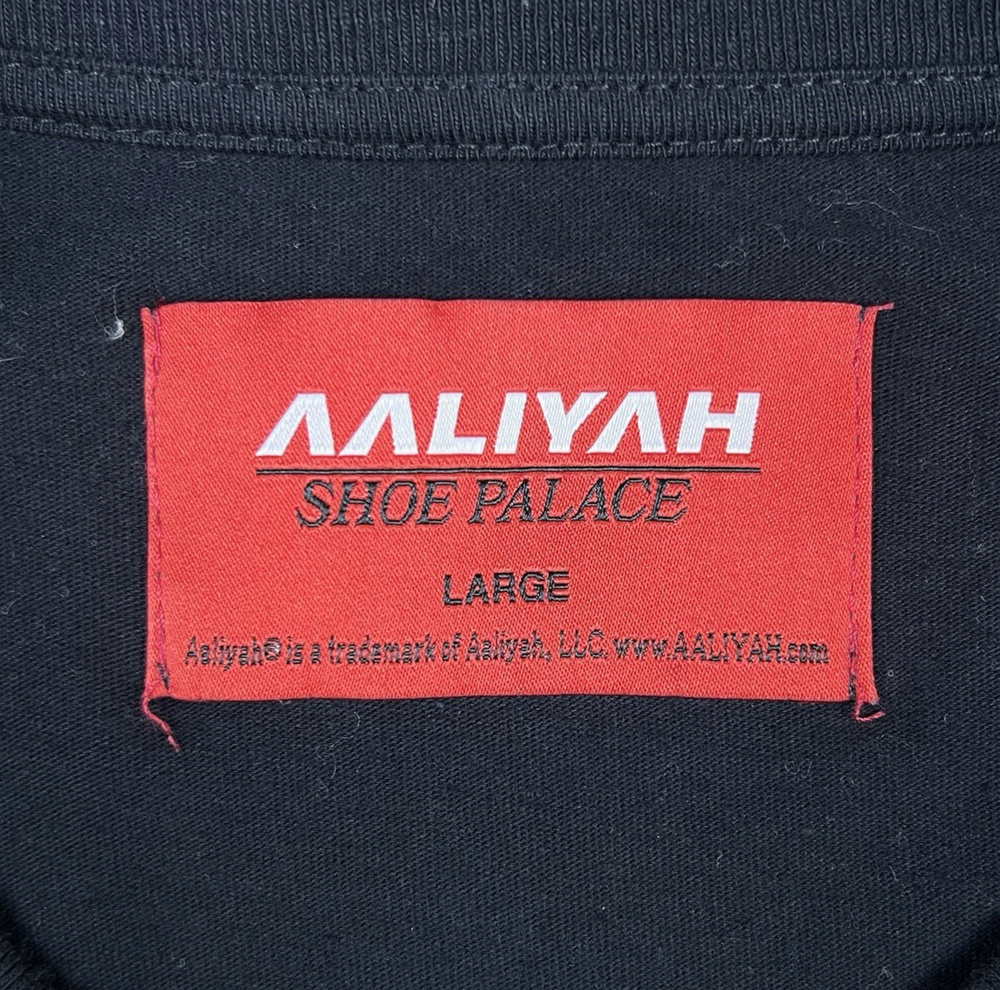 AALIYAH
SHOE PALACE
LARGE
Aaliyah® is a trademark of Aaliyah, LLC. www.AALIYAH.com